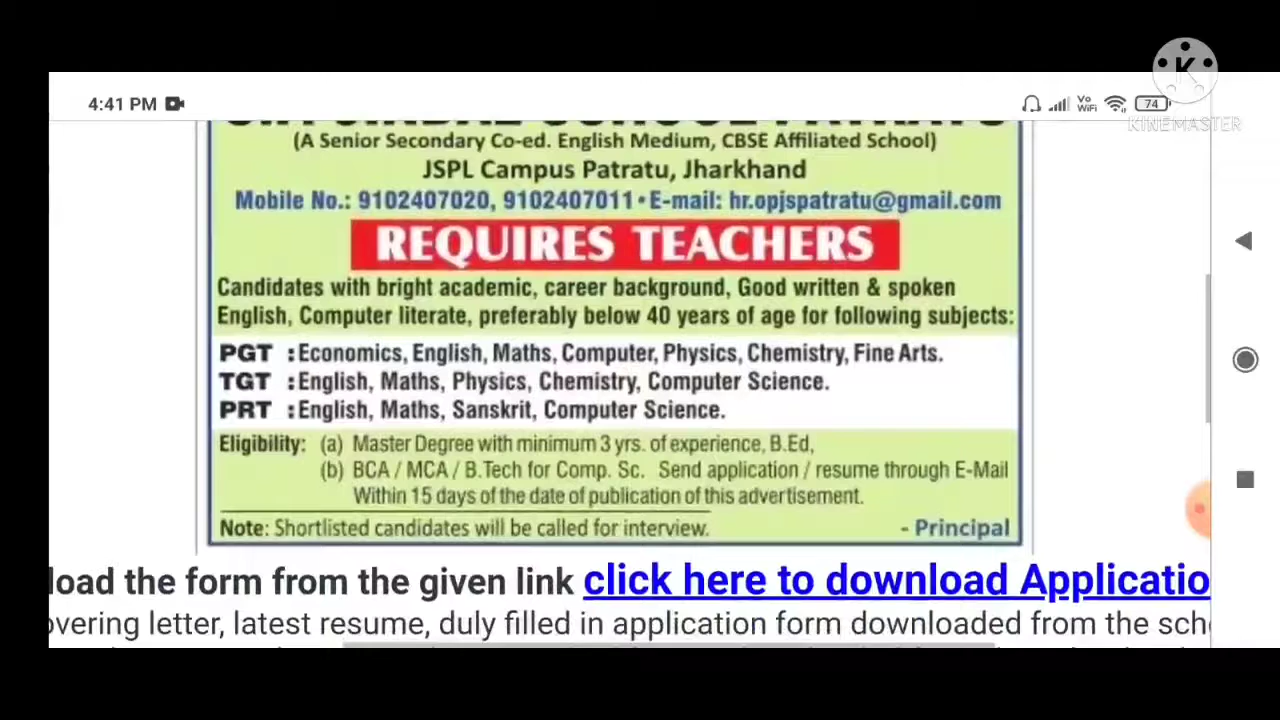 4:41 PM
Vo
WiFi
74
KINEMASTER
(A Senior Secondary Co-ed. English Medium, CBSE Affiliated School)
JSPL Campus Patratu, Jharkhand
Mobile No.: 9102407020, 9102407011 • E-mail: hr.opjspatratu@gmail.com
REQUIRES TEACHERS
Candidates with bright academic, career background, Good written & spoken
English, Computer literate, preferably below 40 years of age for following subjects:
PGT : Economics, English, Maths, Computer, Physics, Chemistry, Fine Arts.
TGT : English, Maths, Physics, Chemistry, Computer Science.
PRT : English, Maths, Sanskrit, Computer Science.
Eligibility: (a) Master Degree with minimum 3 yrs. of experience, B.Ed,
(b) BCA / MCA / B.Tech for Comp. Sc. Send application / resume through E-Mail
Within 15 days of the date of publication of this advertisement.
Note: Shortlisted candidates will be called for interview. - Principal
load the form from the given link click here to download Applicatio
overing letter, latest resume, duly filled in application form downloaded from the sch